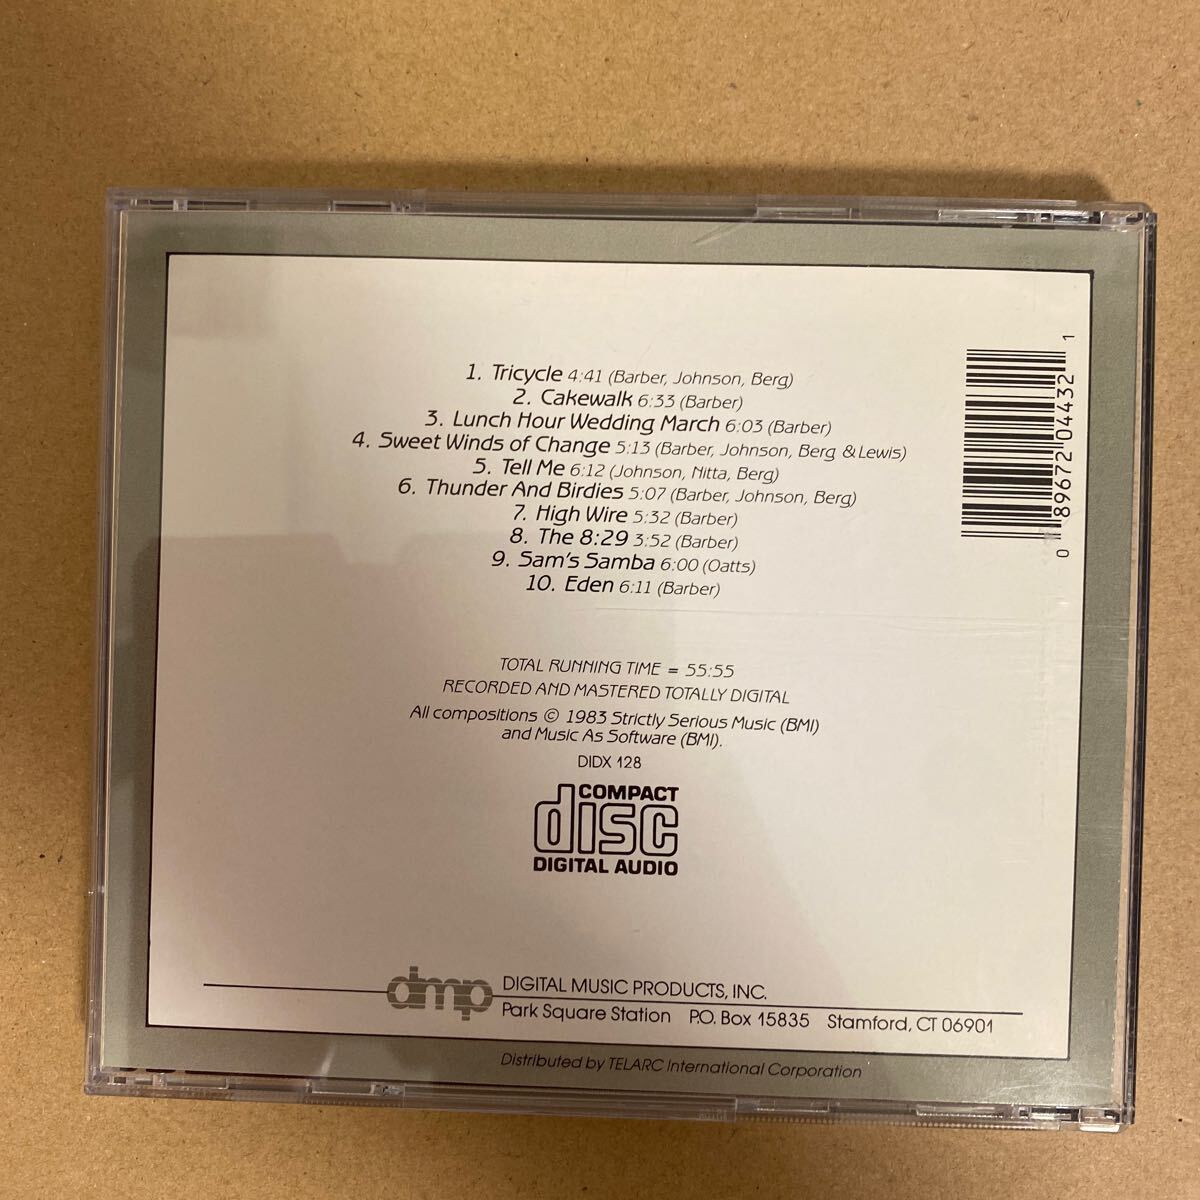 1. Tricycle 4:41 (Barber, Johnson, Berg)
2. Cakewalk 6:33 (Barber)
3. Lunch Hour Wedding March 6:03 (Barber)
4. Sweet Winds of Change 5:13 (Barber, Johnson, Berg & Lewis)
5. Tell Me 6:12 (Johnson, Nitta, Berg)
6. Thunder And Birdies 5:07 (Barber, Johnson, Berg)
7. High Wire 5:32 (Barber)
8. The 8:29 3:52 (Barber)
9. Sam's Samba 6:00 (Oatts)
10. Eden 6:11 (Barber)
0 89672 04432 1
TOTAL RUNNING TIME = 55:55
RECORDED AND MASTERED TOTALLY DIGITAL
All compositions © 1983 Strictly Serious Music (BMI)
and Music As Software (BMI).
DIDX 128
COMPACT
disc
DIGITAL AUDIO
dmp DIGITAL MUSIC PRODUCTS, INC.
Park Square Station P.O. Box 15835 Stamford, CT 06901
Distributed by TELARC International Corporation